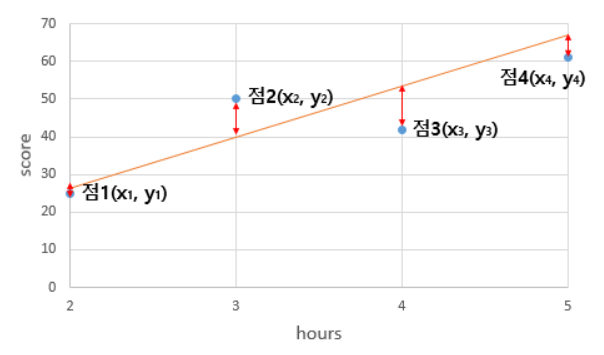 70
60
점4(x₄, y₄)
50
점2(x₂, y₂)
40
점3(x₃, y₃)
score
30
점1(x₁, y₁)
20
10
0
2 3 4 5
hours